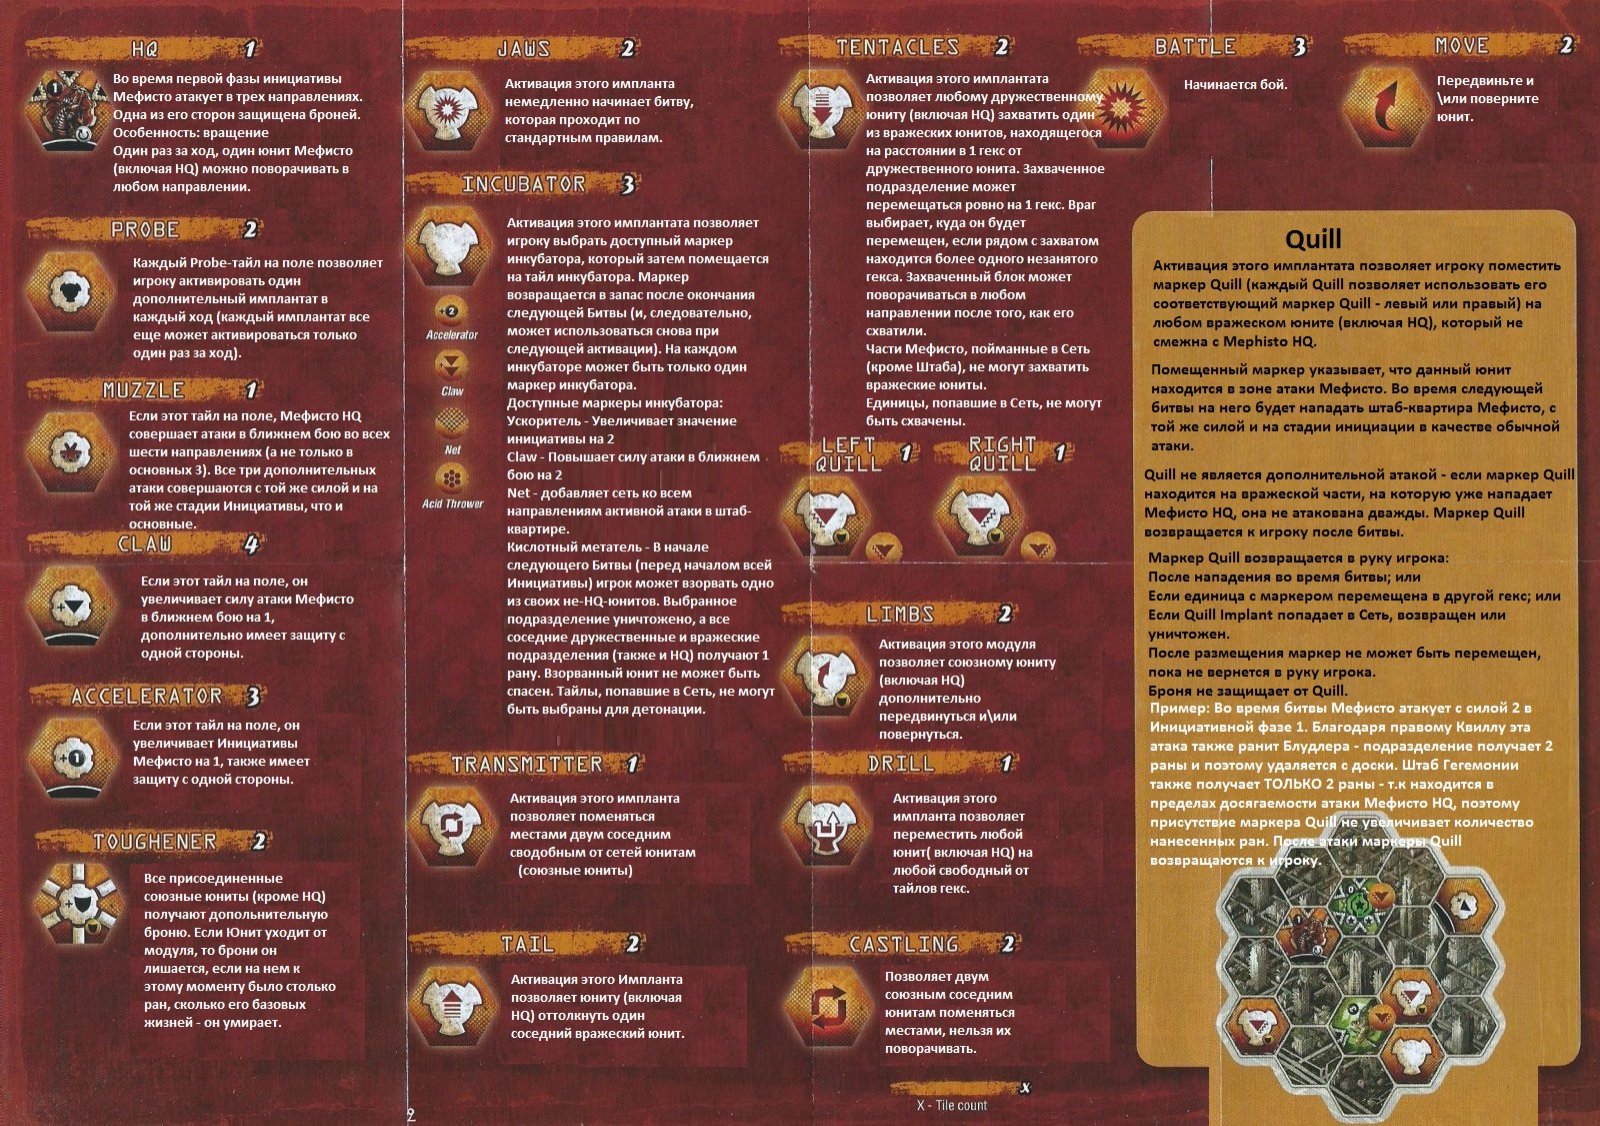 HQ 1
Во время первой фазы инициативы
Мефисто атакует в трех направлениях.
Одна из его сторон защищена броней.
Особенность: вращение
Один раз за ход, один юнит Мефисто
(включая HQ) можно поворачивать в
любом направлении.
PROBE 2
Каждый Probe-тайл на поле позволяет
игроку активировать один
дополнительный имплантат в
каждый ход (каждый имплантат все
еще может активироваться только
один раз за ход).
MUZZLE 1
Если этот тайл на поле, Мефисто HQ
совершает атаки в ближнем бою во всех
шести направлениях (а не только в
основных 3). Все три дополнительных
атаки совершаются с той же силой и на
той же стадии Инициативы, что и
основные.
CLAW 4
Если этот тайл на поле, он
увеличивает силу атаки Мефисто
в ближнем бою на 1,
дополнительно имеет защиту с
одной стороны.
ACCELERATOR 3
Если этот тайл на поле, он
увеличивает Инициативы
Мефисто на 1, также имеет
защиту с одной стороны.
TOUGHENER 2
Все присоединенные
союзные юниты (кроме HQ)
получают допольнительную
броню. Если Юнит уходит от
модуля, то брони он
лишается, если на нем к
этому моменту было столько
ран, сколько его базовых
жизней - он умирает.
JAWS 2
Активация этого импланта
немедленно начинает битву,
которая проходит по
стандартным правилам.
INCUBATOR 3
Активация этого имплантата позволяет
игроку выбрать доступный маркер
инкубатора, который затем помещается
на тайл инкубатора. Маркер
возвращается в запас после окончания
следующей Битвы (и, следовательно,
может использоваться снова при
следующей активации). На каждом
инкубаторе может быть только один
маркер инкубатора.
Доступные маркеры инкубатора:
Ускоритель - Увеличивает значение
инициативы на 2
Claw - Повышает силу атаки в ближнем
бою на 2
Net - добавляет сеть ко всем
направлениям активной атаки в штаб-
квартире.
Кислотный метатель - В начале
следующего Битвы (перед началом всей
Инициативы) игрок может взорвать одно
из своих не-HQ-юнитов. Выбранное
подразделение уничтожено, а все
соседние дружественные и вражеские
подразделения (также и HQ) получают 1
рану. Взорванный юнит не может быть
спасен. Тайлы, попавшие в Сеть, не могут
быть выбраны для детонации.
+2
Accelerator
Claw
Net
Acid Thrower
TRANSMITTER 1
Активация этого импланта
позволяет поменяться
местами двум соседним
сводобным от сетей юнитам
(союзные юниты)
TAIL 2
Активация этого Импланта
позволяет юниту (включая
HQ) оттолкнуть один
соседний вражеский юнит.
TENTACLES 2
Активация этого имплантата
позволяет любому дружественному
юниту (включая HQ) захватить один
из вражеских юнитов, находящегося
на расстоянии в 1 гекс от
дружественного юнита. Захваченное
подразделение может
перемещаться ровно на 1 гекс. Враг
выбирает, куда он будет
перемещен, если рядом с захватом
находится более одного незанятого
гекса. Захваченный блок может
поворачиваться в любом
направлении после того, как его
схватили.
Части Мефисто, пойманные в Сеть
(кроме Штаба), не могут захватить
вражеские юниты.
Единицы, попавшие в Сеть, не могут
быть схвачены.
LEFT QUILL 1
RIGHT QUILL 1
LIMBS 2
Активация этого модуля
позволяет союзному юниту
(включая HQ)
дополнительно
передвинуться и\или
повернуться.
DRILL 1
Активация этого
импланта позволяет
переместить любой
юнит( включая HQ) на
любой свободный от
тайлов гекс.
CASTLING 2
Позволяет двум
союзным соседним
юнитам поменяться
местами, нельзя их
поворачивать.
x
X - Tile count
BATTLE 3
Начинается бой.
MOVE 2
Передвиньте и
\или поверните
юнит.
Quill
Активация этого имплантата позволяет игроку поместить
маркер Quill (каждый Quill позволяет использовать его
соответствующий маркер Quill - левый или правый) на
любом вражеском юните (включая HQ), который не
смежна с Mephisto HQ.
Помещенный маркер указывает, что данный юнит
находится в зоне атаки Мефисто. Во время следующей
битвы на него будет нападать штаб-квартира Мефисто, с
той же силой и на стадии инициации в качестве обычной
атаки.
Quill не является дополнительной атакой - если маркер Quill
находится на вражеской части, на которую уже нападает
Мефисто HQ, она не атакована дважды. Маркер Quill
возвращается к игроку после битвы.
Маркер Quill возвращается в руку игрока:
После нападения во время битвы; или
Если единица с маркером перемещена в другой гекс; или
Если Quill Implant попадает в Сеть, возвращен или
уничтожен.
После размещения маркер не может быть перемещен,
пока не вернется в руку игрока.
Броня не защищает от Quill.
Пример: Во время битвы Мефисто атакует с силой 2 в
Инициативной фазе 1. Благодаря правому Квиллу эта
атака также ранит Блудлера - подразделение получает 2
раны и поэтому удаляется с доски. Штаб Гегемонии
также получает ТОЛЬКО 2 раны - т.к находится в
пределах досягаемости атаки Мефисто HQ, поэтому
присутствие маркера Quill не увеличивает количество
нанесенных ран. После атаки маркеры Quill
возвращаются к игроку.